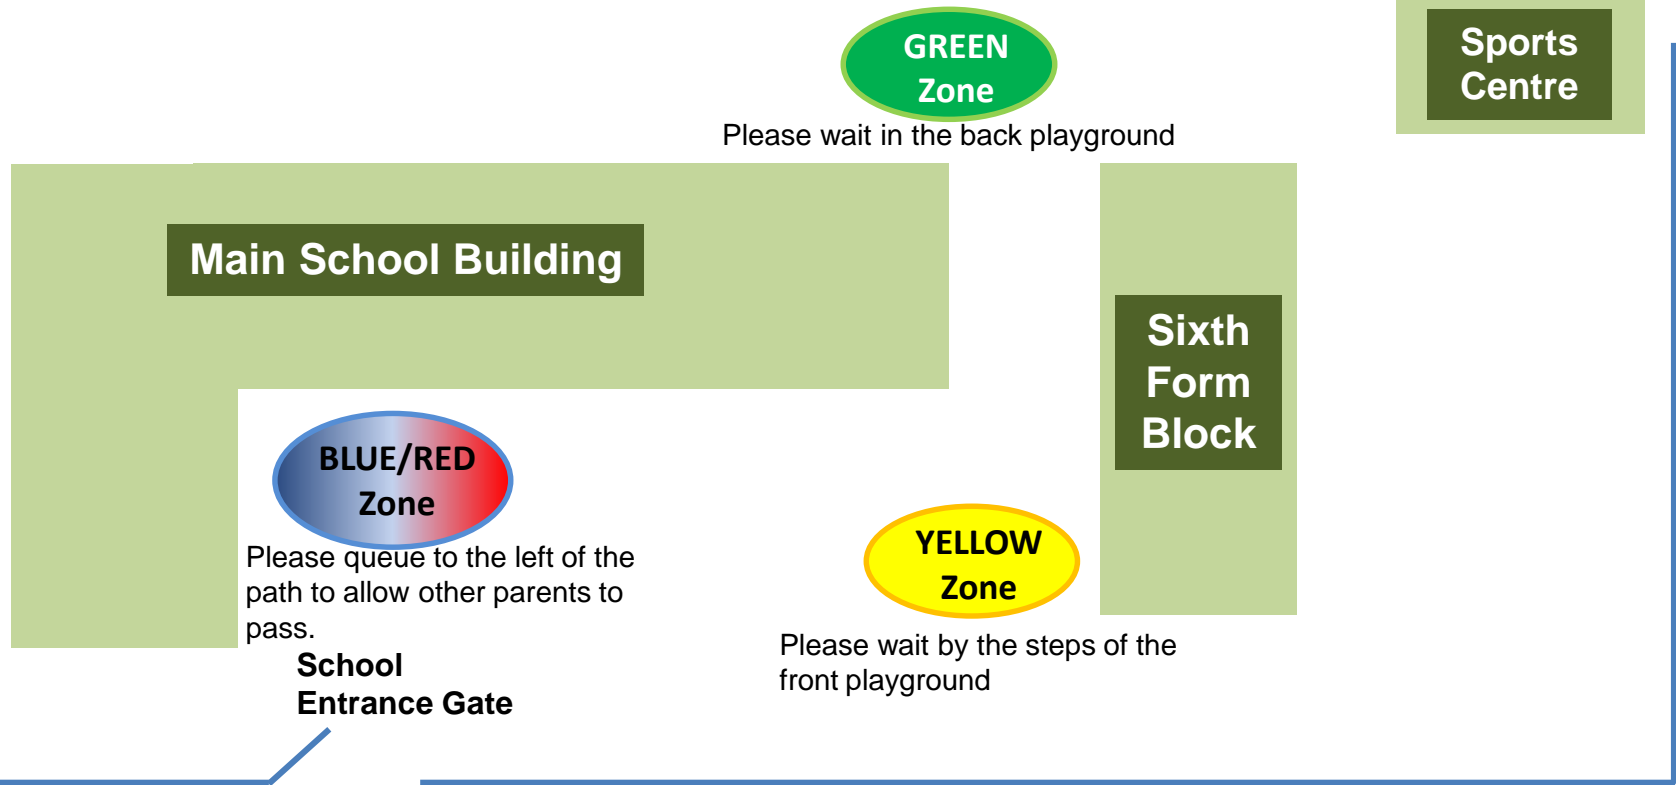 GREEN
Zone
Please wait in the back playground
Sports
Centre
Main School Building
Sixth
Form
Block
BLUE/RED
Zone
Please queue to the left of the
path to allow other parents to
pass.
YELLOW
Zone
Please wait by the steps of the
front playground
School
Entrance Gate